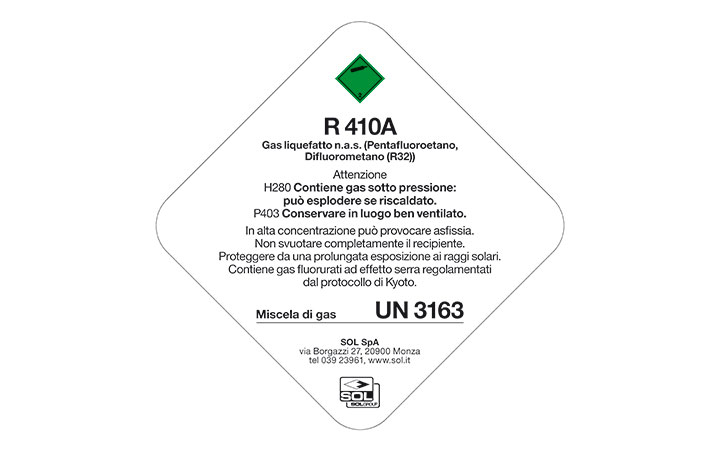 2
R 410A
Gas liquefatto n.a.s. (Pentafluoroetano,
Difluorometano (R32))
Attenzione
H280 Contiene gas sotto pressione:
può esplodere se riscaldato.
P403 Conservare in luogo ben ventilato.
In alta concentrazione può provocare asfissia.
Non svuotare completamente il recipiente.
Proteggere da una prolungata esposizione ai raggi solari.
Contiene gas fluorurati ad effetto serra regolamentati
dal protocollo di Kyoto.
Miscela di gas UN 3163
SOL SpA
via Borgazzi 27, 20900 Monza
tel 039 23961, www.sol.it
SOL
SOLGROUP